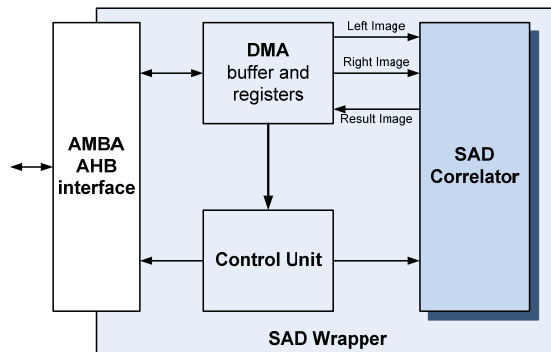 DMA
buffer and
registers
Left Image
Right Image
Result Image
AMBA
AHB
interface
SAD
Correlator
Control Unit
SAD Wrapper